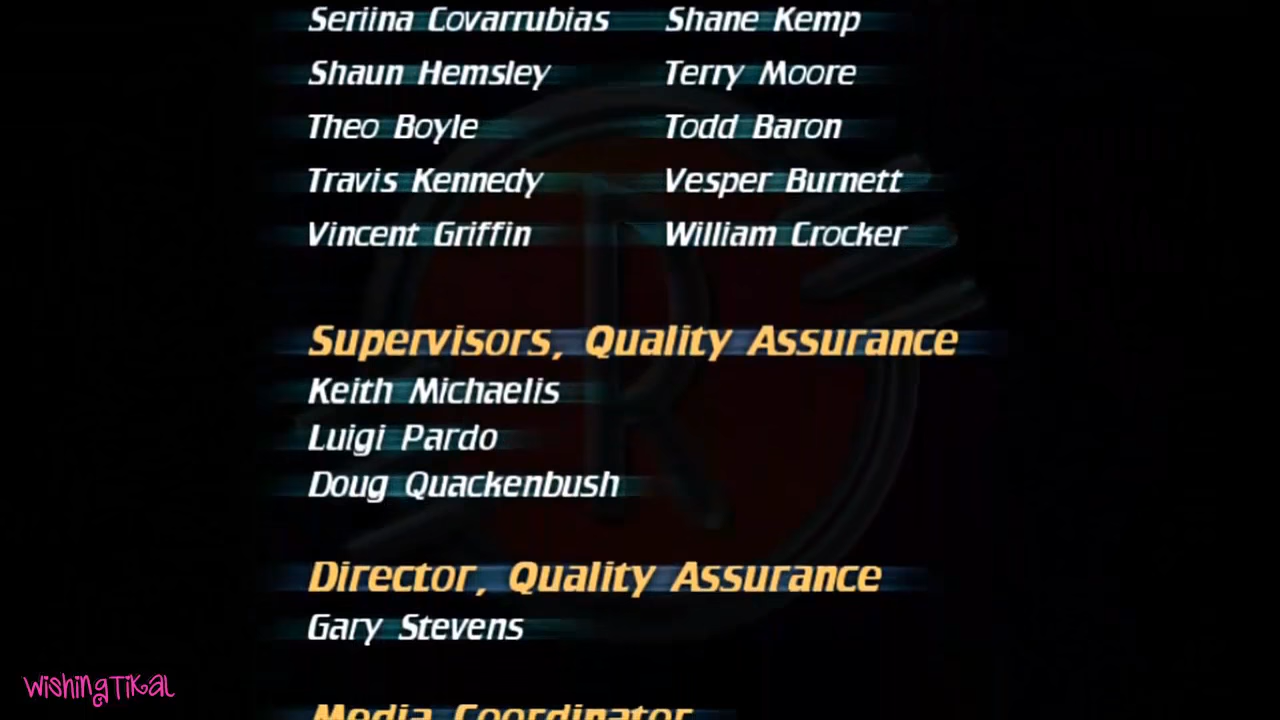 Seriina Covarrubias Shane Kemp
Shaun Hemsley Terry Moore
Theo Boyle Todd Baron
Travis Kennedy Vesper Burnett
Vincent Griffin William Crocker
Supervisors, Quality Assurance
Keith Michaelis
Luigi Pardo
Doug Quackenbush
Director, Quality Assurance
Gary Stevens
Media Coordinator
WishingTikal